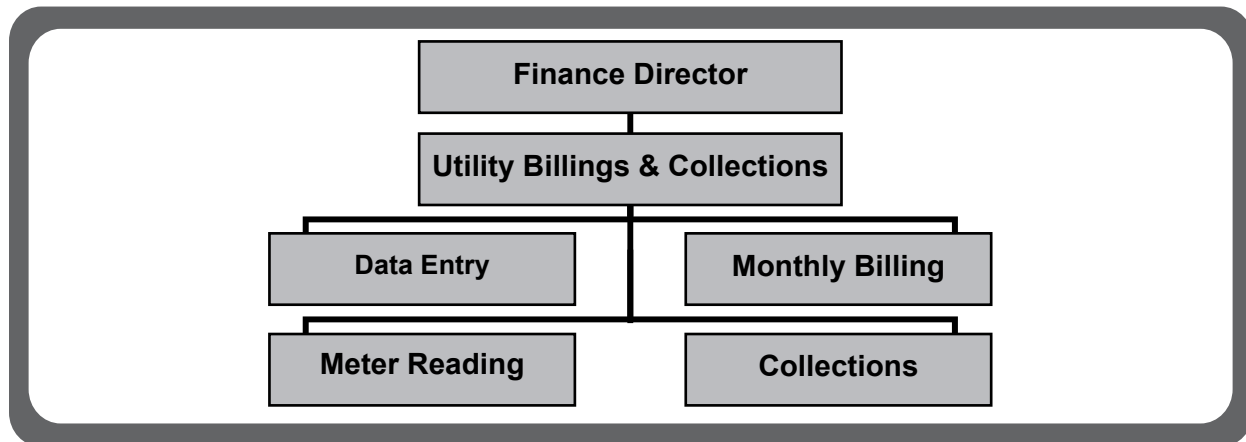 Finance Director
Utility Billings & Collections
Data Entry
Monthly Billing
Meter Reading
Collections